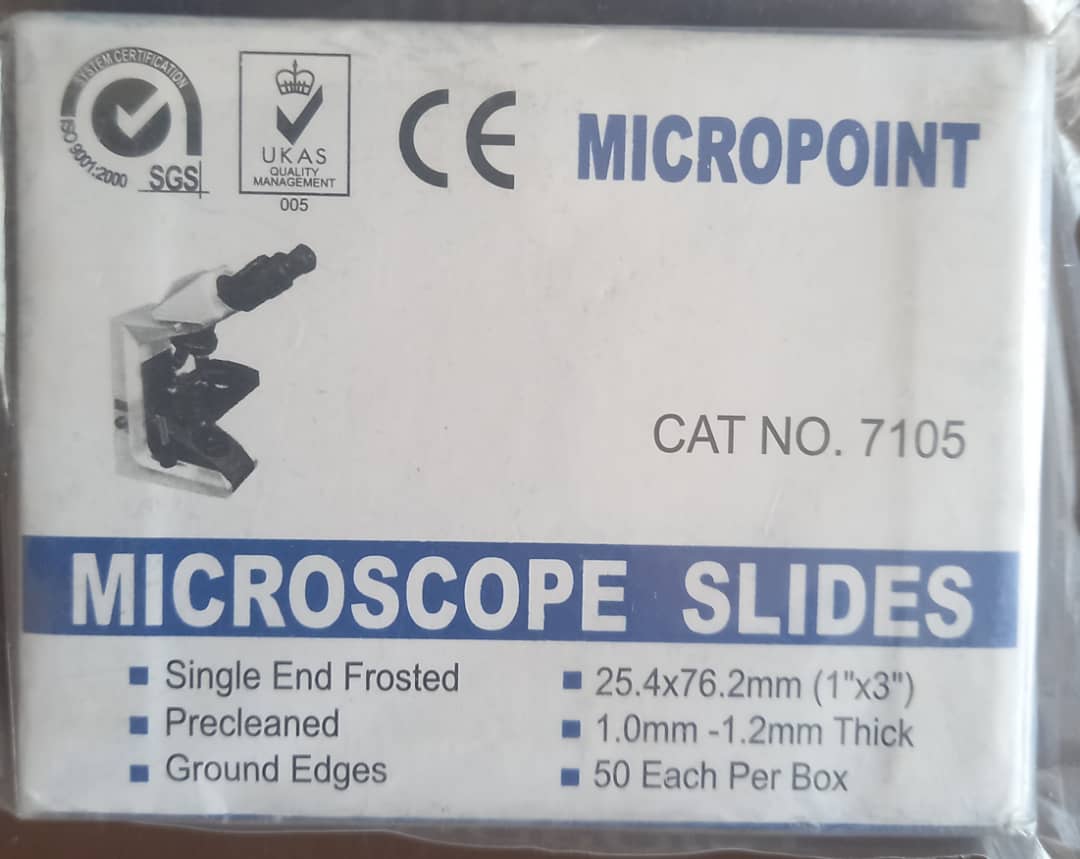 SYSTEM CERTIFICATION
ISO 9001:2000
SGS
UKAS
QUALITY
MANAGEMENT
005
CE
MICROPOINT
CAT NO. 7105
MICROSCOPE SLIDES
Single End Frosted
Precleaned
Ground Edges
25.4x76.2mm (1"x3")
1.0mm -1.2mm Thick
50 Each Per Box